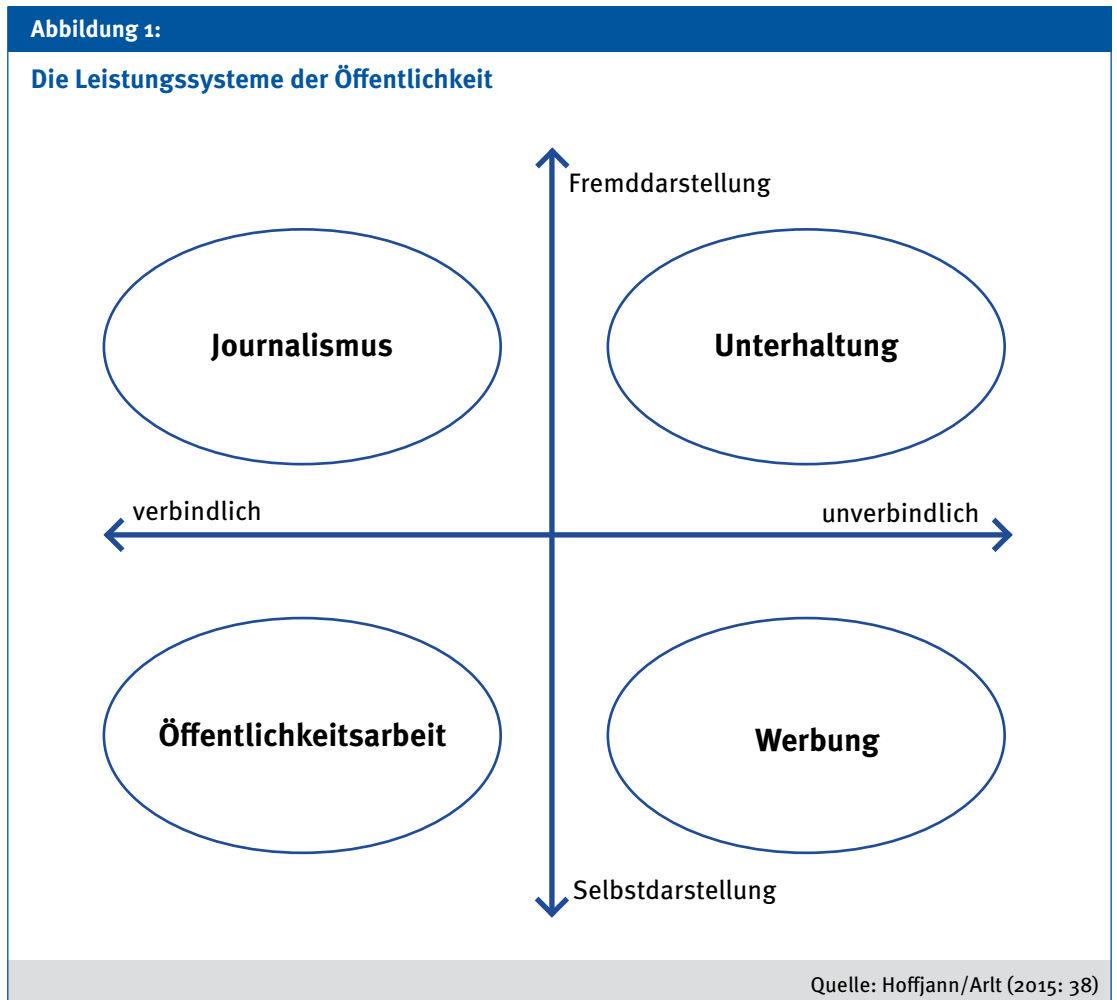 Abbildung 1:
Die Leistungssysteme der Öffentlichkeit
Fremddarstellung
Journalismus
Unterhaltung
verbindlich
unverbindlich
Öffentlichkeitsarbeit
Werbung
Selbstdarstellung
Quelle: Hoffjann/Arlt (2015: 38)